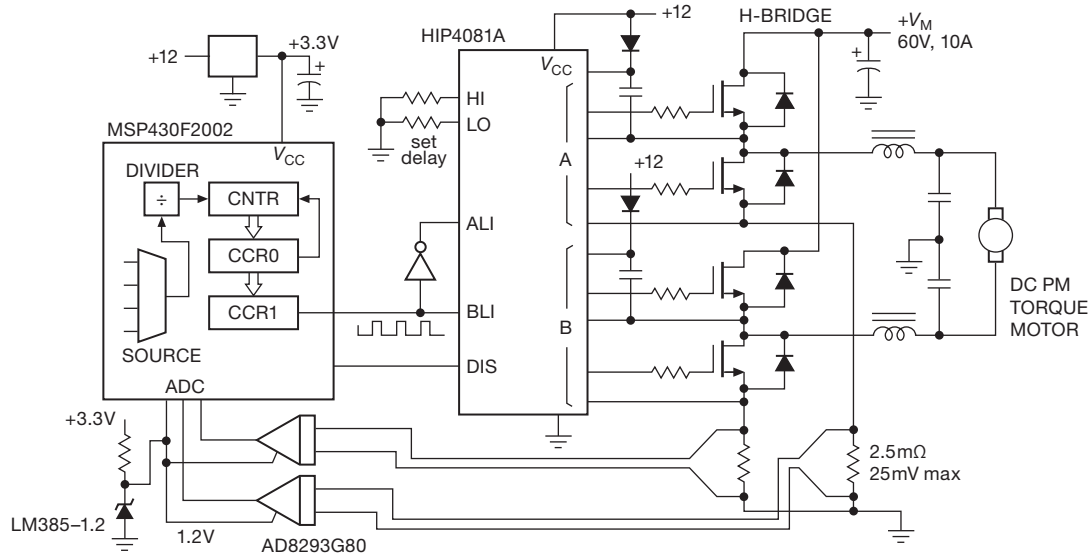 +12
H-BRIDGE
+VM
60V, 10A
+
HIP4081A
+3.3V
+12
+
VCC
HI
LO
set
delay
MSP430F2002
VCC
DIVIDER
÷
CNTR
A
+12
ALI
CCR0
CCR1
BLI
B
DC PM
TORQUE
MOTOR
SOURCE
DIS
ADC
+3.3V
2.5mΩ
25mV max
LM385–1.2
1.2V
AD8293G80